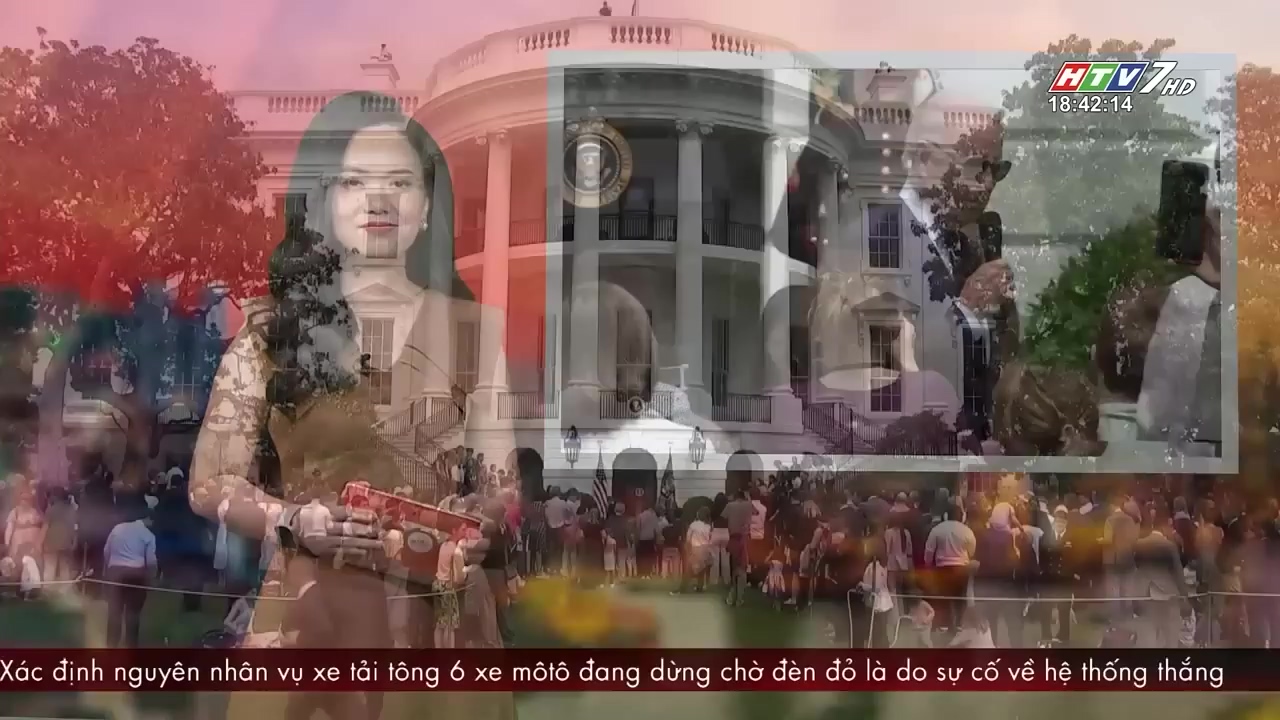 HTV7 HD
18:42:14
Xác định nguyên nhân vụ xe tải tông 6 xe môtô đang dừng chờ đèn đỏ là do sự cố về hệ thống thắng